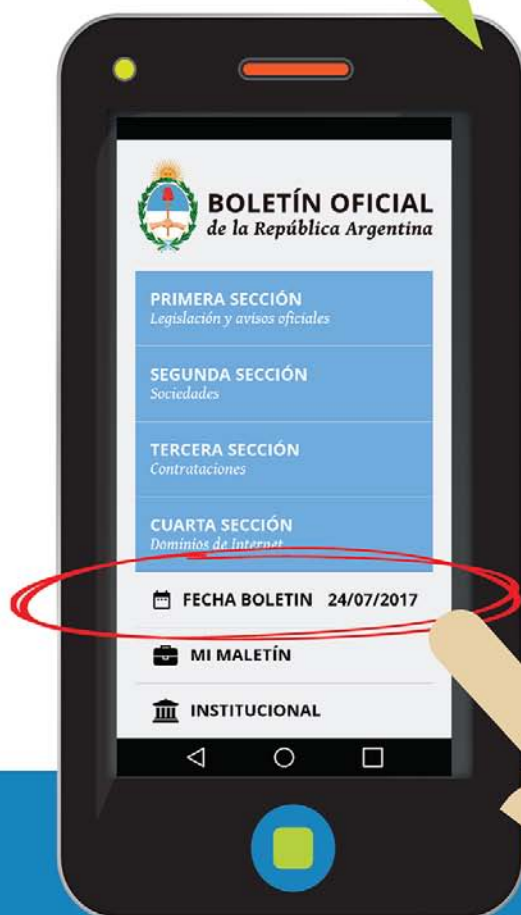 BOLETÍN OFICIAL
de la República Argentina
PRIMERA SECCIÓN
Legislación y avisos oficiales
SEGUNDA SECCIÓN
Sociedades
TERCERA SECCIÓN
Contrataciones
CUARTA SECCIÓN
Dominios de Internet
FECHA BOLETIN 24/07/2017
MI MALETÍN
INSTITUCIONAL